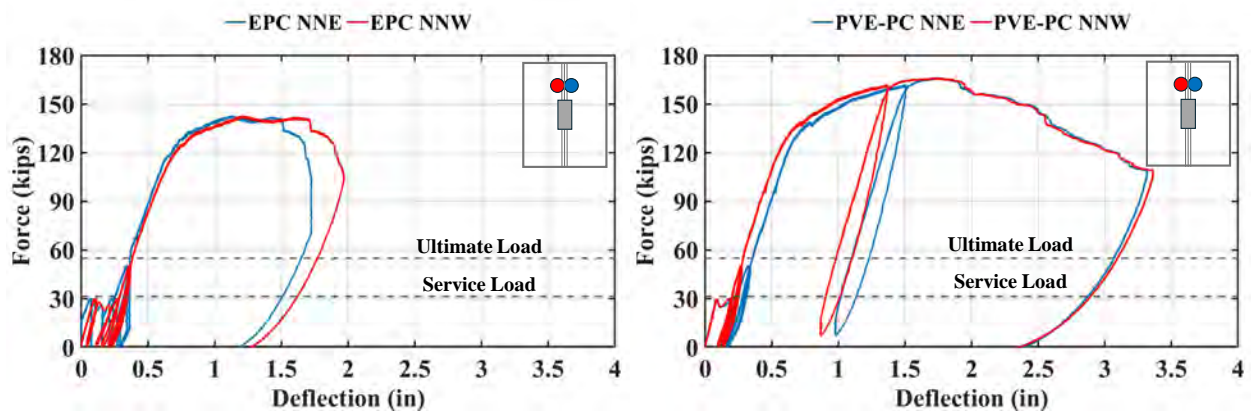 EPC NNE EPC NNW
Force (kips)
180
150
120
90
60
30
0
Ultimate Load
Service Load
0 0.5 1 1.5 2 2.5 3 3.5 4
Deflection (in)
PVE-PC NNE PVE-PC NNW
Force (kips)
180
150
120
90
60
30
0
Ultimate Load
Service Load
0 0.5 1 1.5 2 2.5 3 3.5 4
Deflection (in)